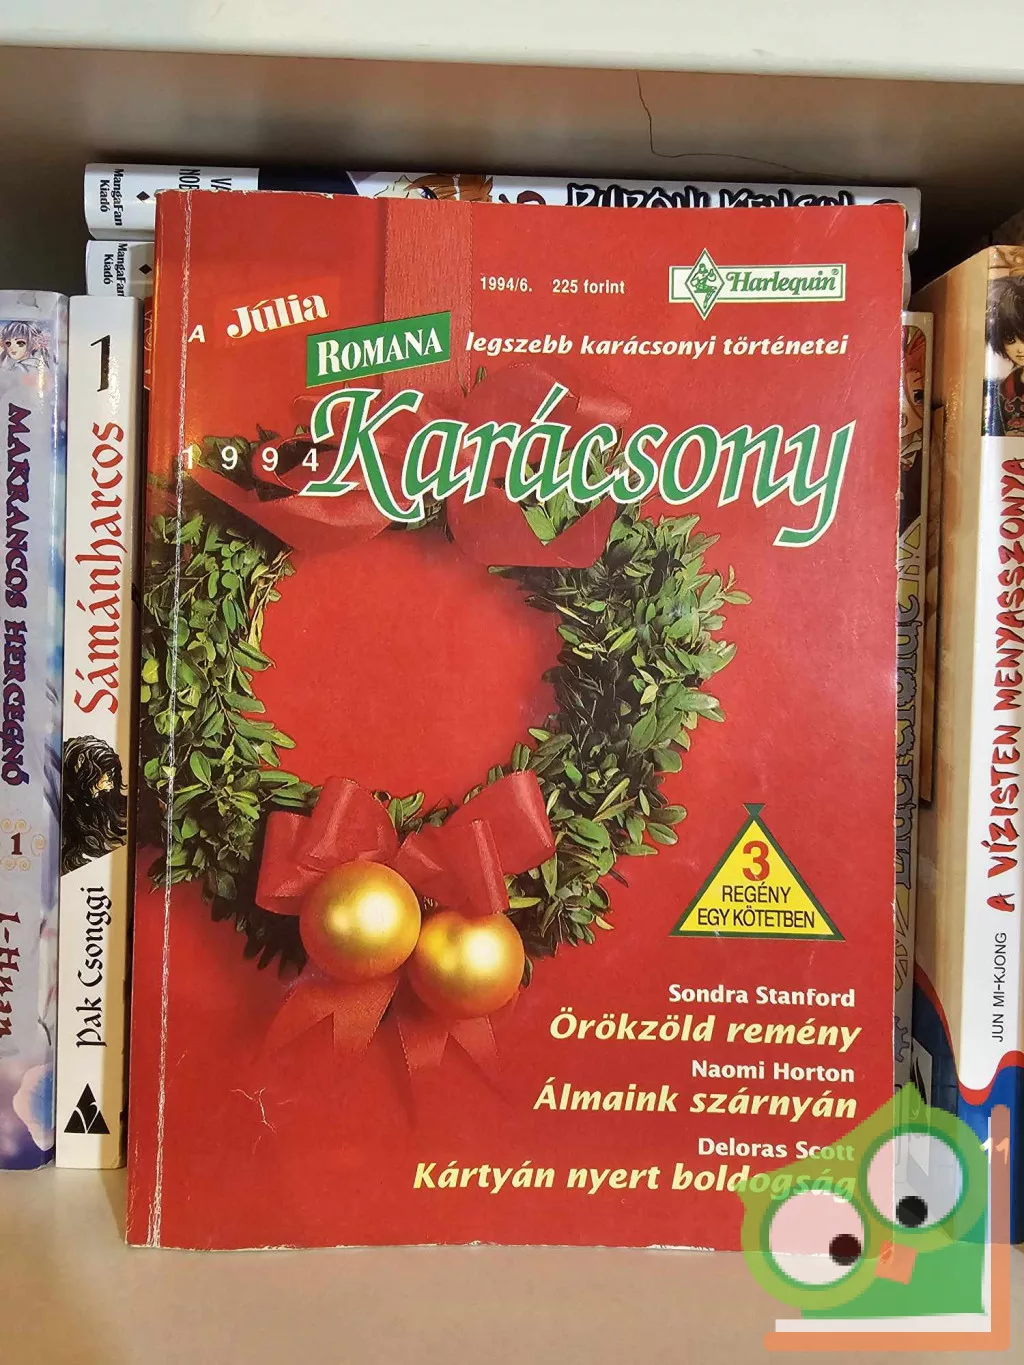 MangaFan
Kiadó
MangaFan
Kiadó
1994/6. 225 forint
Harlequin®
A Júlia
ROMANA legszebb karácsonyi történetei
1994 Karácsony
3
REGÉNY
EGY KÖTETBEN
Sondra Stanford
Örökzöld remény
Naomi Horton
Álmaink szárnyán
Deloras Scott
Kártyán nyert boldogság
MAKRANCOS HERCEGNŐ
1
I-Huan
1
Sámánharcos
Pak Csonggi
A VÍZISTEN MENYASSZONYA
JUN MI-KJONG